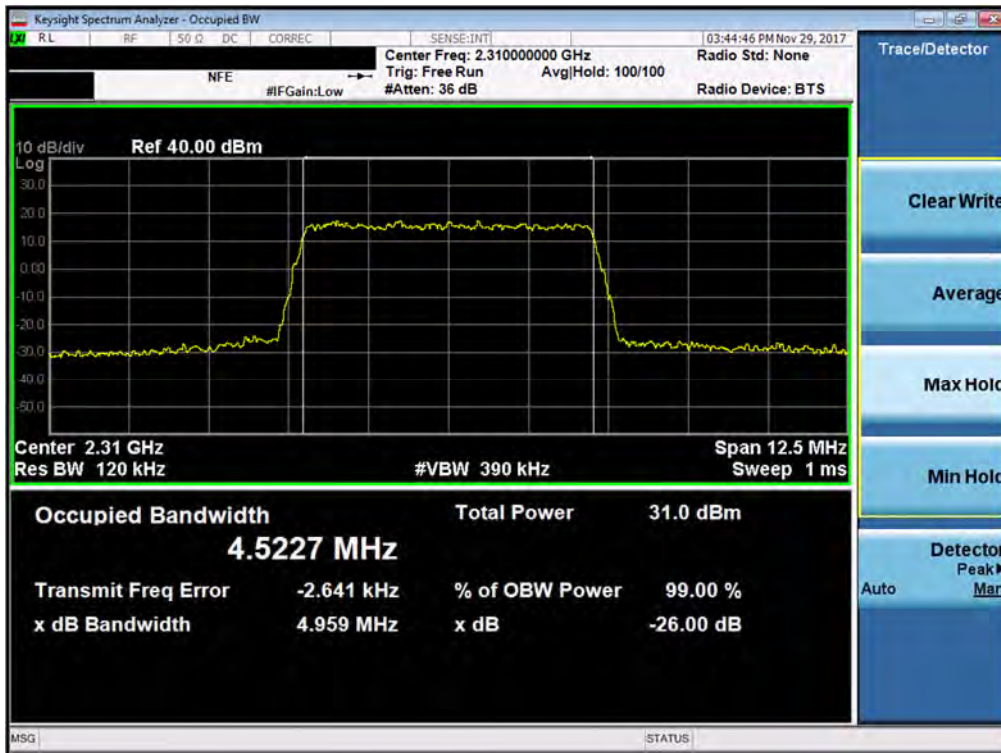 Keysight Spectrum Analyzer - Occupied BW
LXI RL RF 50 Ω DC CORREC SENSE:INT 03:44:46 PM Nov 29, 2017
Center Freq: 2.310000000 GHz Radio Std: None
NFE Trig: Free Run Avg|Hold: 100/100
#IFGain:Low #Atten: 36 dB Radio Device: BTS
10 dB/div Ref 40.00 dBm
Log
30.0
20.0
10.0
0.00
-10.0
-20.0
-30.0
-40.0
-50.0
Center 2.31 GHz Span 12.5 MHz
Res BW 120 kHz #VBW 390 kHz Sweep 1 ms
Occupied Bandwidth Total Power 31.0 dBm
4.5227 MHz
Transmit Freq Error -2.641 kHz % of OBW Power 99.00 %
x dB Bandwidth 4.959 MHz x dB -26.00 dB
MSG STATUS
Trace/Detector
Clear Write
Average
Max Hold
Min Hold
Detector
Peak
Auto Man